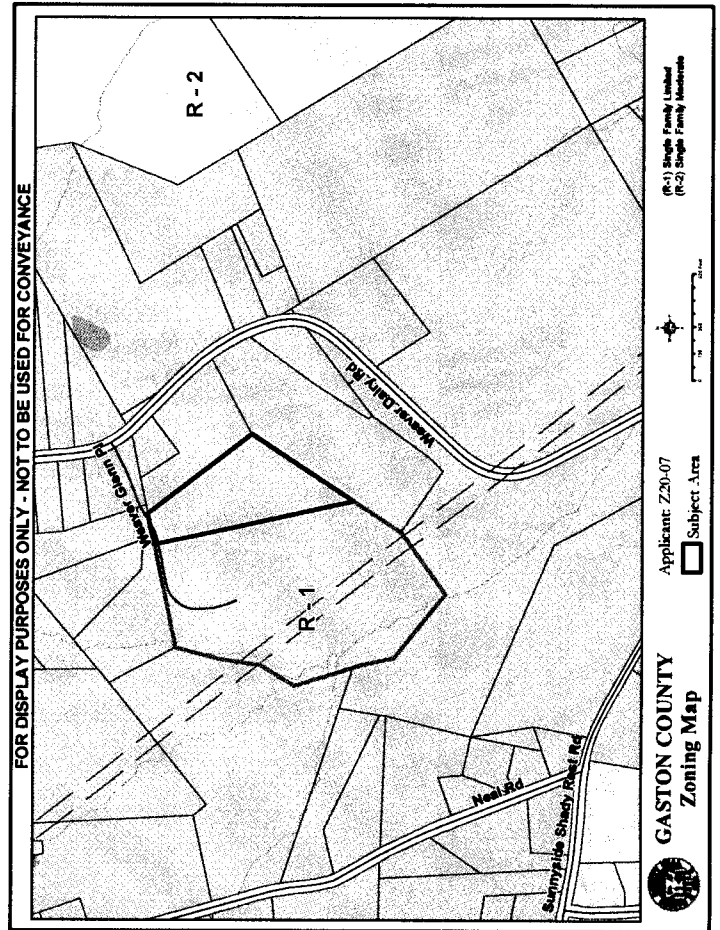 FOR DISPLAY PURPOSES ONLY - NOT TO BE USED FOR CONVEYANCE
R - 2
Weaver Glenn Pl
Weaver Dairy Rd
R - 1
Neal Rd
Sunnyside Shady Rest Rd
GASTON COUNTY
Zoning Map
Applicant: Z20-07
Subject Area
(R-1) Single Family Limited
(R-2) Single Family Moderate